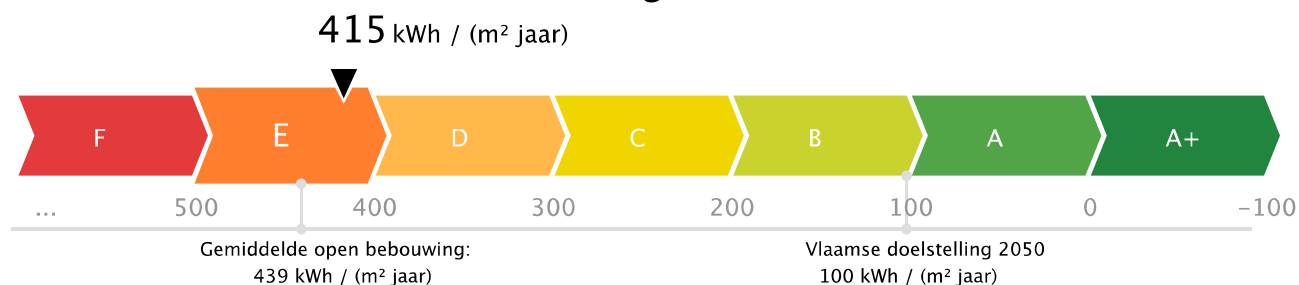 415 kWh / (m² jaar)
F E D C B A A+
... 500 400 300 200 100 0 -100
Gemiddelde open bebouwing:
439 kWh / (m² jaar)
Vlaamse doelstelling 2050
100 kWh / (m² jaar)